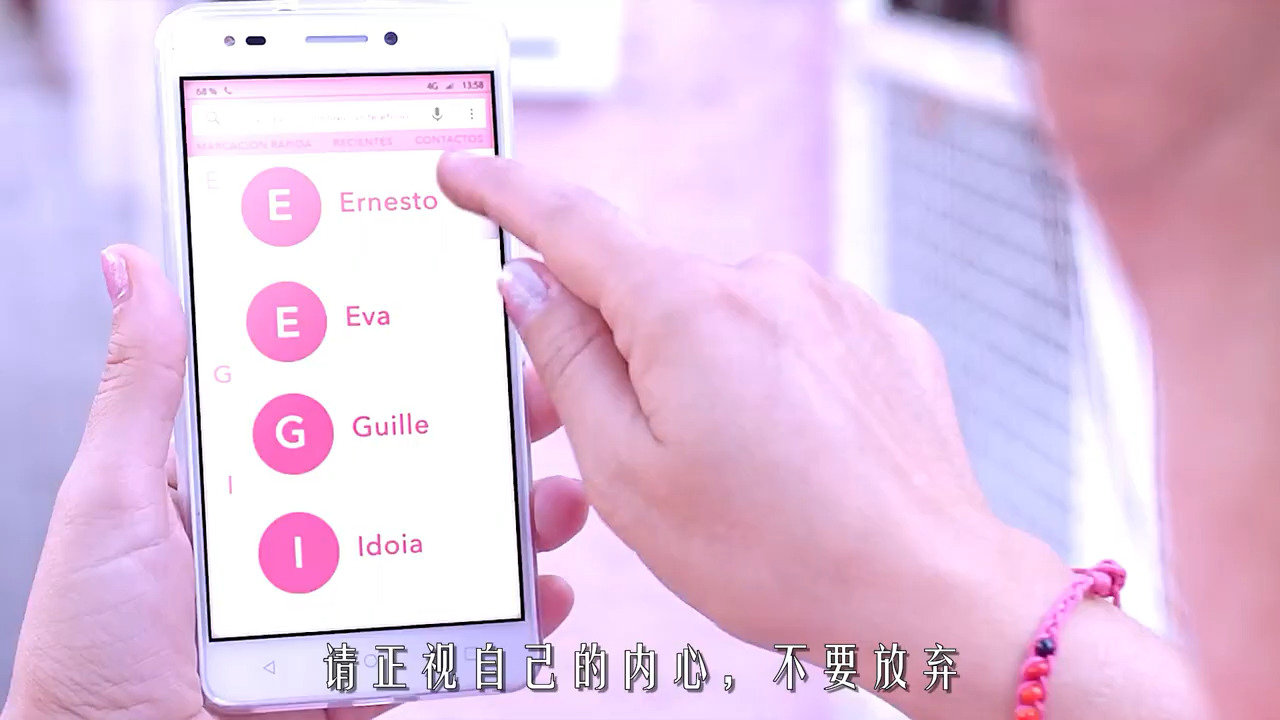 68 %
4G 13:58
MARCACIÓN RÁPIDA RECIENTES CONTACTOS
E
E Ernesto
E Eva
G
G Guille
I
I Idoia
请正视自己的内心，不要放弃